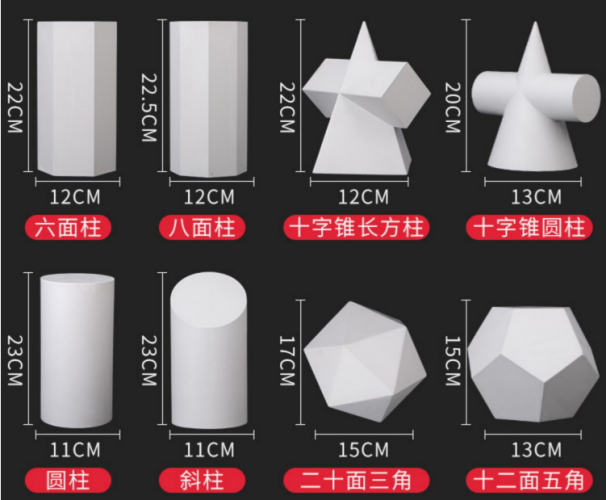 22CM
22.5CM
22CM
20CM
12CM
12CM
12CM
13CM
六面柱
八面柱
十字锥长方柱
十字锥圆柱
23CM
23CM
17CM
15CM
11CM
11CM
15CM
13CM
圆柱
斜柱
二十面三角
十二面五角